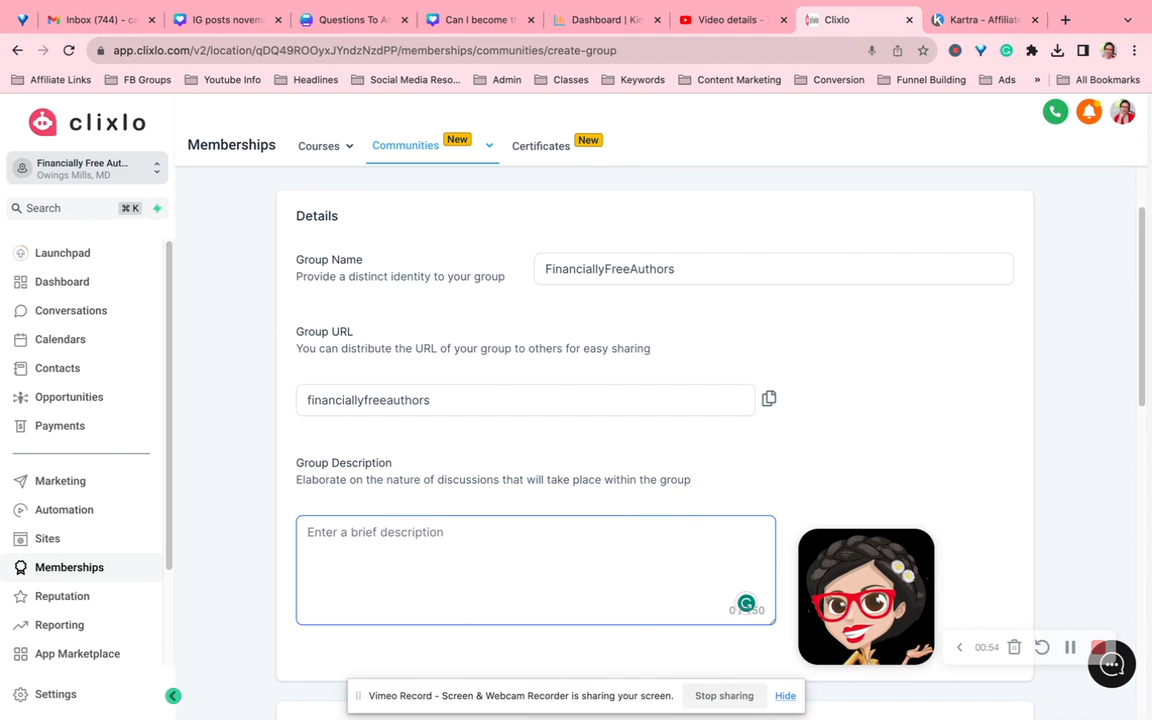 Inbox (744) – ca
IG posts novem
Questions To As
Can I become th
Dashboard | Kin
Video details -
Clixlo
Kartra - Affiliate
app.clixlo.com/v2/location/qDQ49ROOyxJYndzNzdPP/memberships/communities/create-group
Affiliate Links
FB Groups
Youtube Info
Headlines
Social Media Reso...
Admin
Classes
Keywords
Content Marketing
Conversion
Funnel Building
Ads
»
All Bookmarks
clixlo
Financially Free Aut...
Owings Mills, MD
Search
⌘ K
Launchpad
Dashboard
Conversations
Calendars
Contacts
Opportunities
Payments
Marketing
Automation
Sites
Memberships
Reputation
Reporting
App Marketplace
Settings
Memberships
Courses
Communities
New
Certificates
New
Details
Group Name
Provide a distinct identity to your group
FinanciallyFreeAuthors
Group URL
You can distribute the URL of your group to others for easy sharing
financiallyfreeauthors
Group Description
Elaborate on the nature of discussions that will take place within the group
Enter a brief description
00:54
Vimeo Record - Screen & Webcam Recorder is sharing your screen.
Stop sharing
Hide